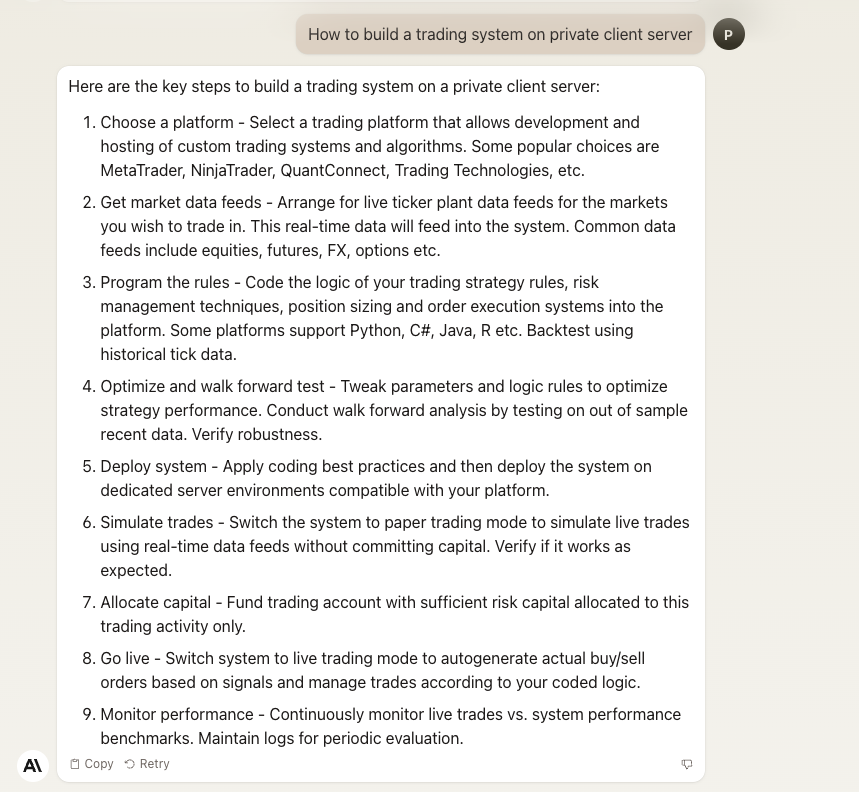 How to build a trading system on private client server
P
Here are the key steps to build a trading system on a private client server:
1. Choose a platform - Select a trading platform that allows development and
hosting of custom trading systems and algorithms. Some popular choices are
MetaTrader, NinjaTrader, QuantConnect, Trading Technologies, etc.
2. Get market data feeds - Arrange for live ticker plant data feeds for the markets
you wish to trade in. This real-time data will feed into the system. Common data
feeds include equities, futures, FX, options etc.
3. Program the rules - Code the logic of your trading strategy rules, risk
management techniques, position sizing and order execution systems into the
platform. Some platforms support Python, C#, Java, R etc. Backtest using
historical tick data.
4. Optimize and walk forward test - Tweak parameters and logic rules to optimize
strategy performance. Conduct walk forward analysis by testing on out of sample
recent data. Verify robustness.
5. Deploy system - Apply coding best practices and then deploy the system on
dedicated server environments compatible with your platform.
6. Simulate trades - Switch the system to paper trading mode to simulate live trades
using real-time data feeds without committing capital. Verify if it works as
expected.
7. Allocate capital - Fund trading account with sufficient risk capital allocated to this
trading activity only.
8. Go live - Switch system to live trading mode to autogenerate actual buy/sell
orders based on signals and manage trades according to your coded logic.
9. Monitor performance - Continuously monitor live trades vs. system performance
benchmarks. Maintain logs for periodic evaluation.
A\
Copy Retry